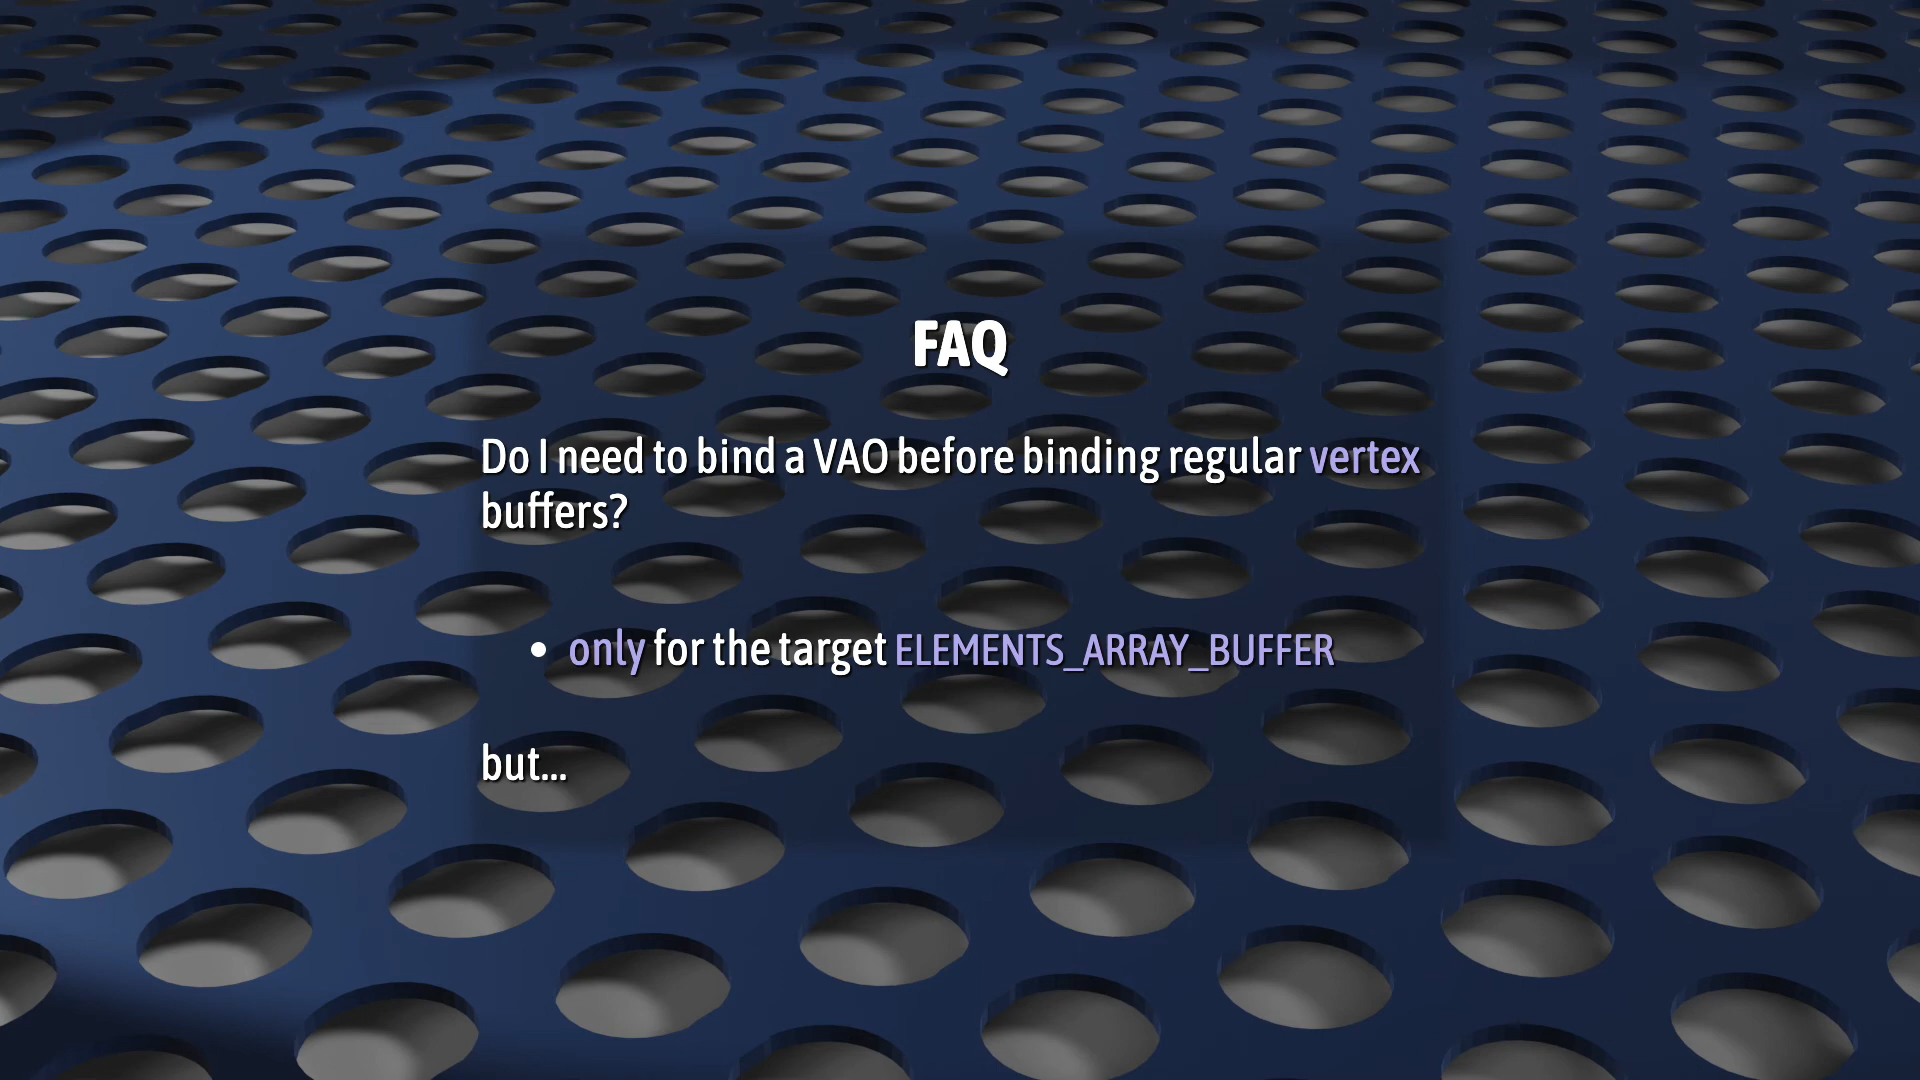 FAQ
Do I need to bind a VAO before binding regular vertex
buffers?
• only for the target ELEMENTS_ARRAY_BUFFER
but...